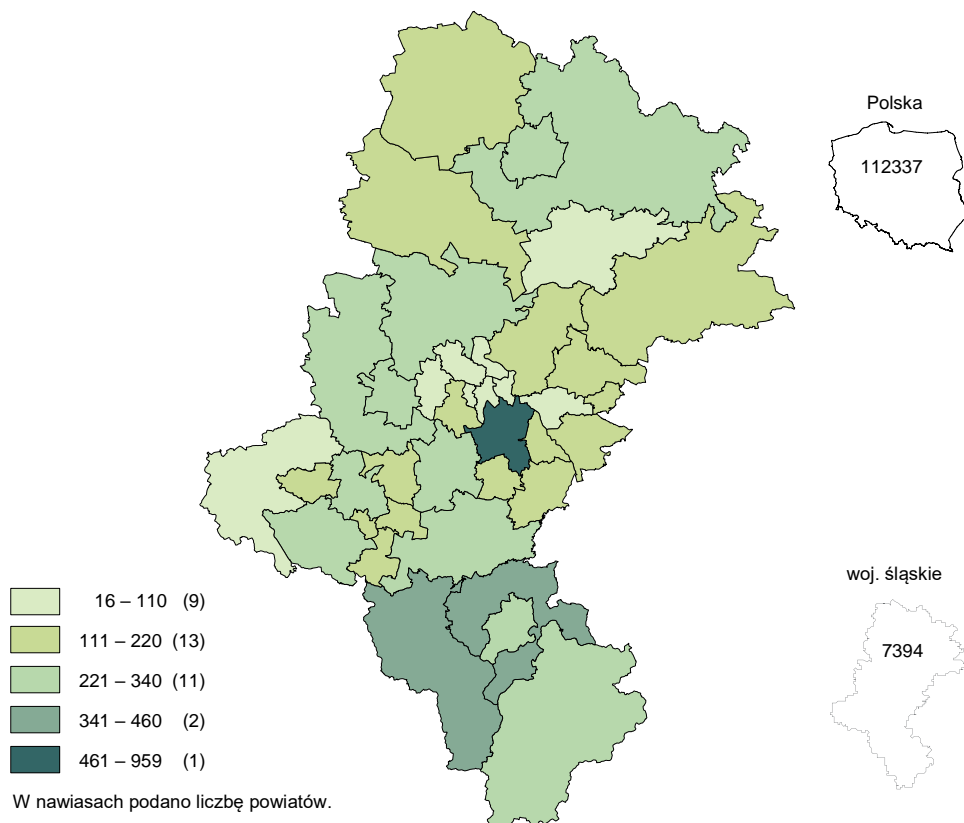 Polska
112337
woj. śląskie
7394
16 – 110 (9)
111 – 220 (13)
221 – 340 (11)
341 – 460 (2)
461 – 959 (1)
W nawiasach podano liczbę powiatów.